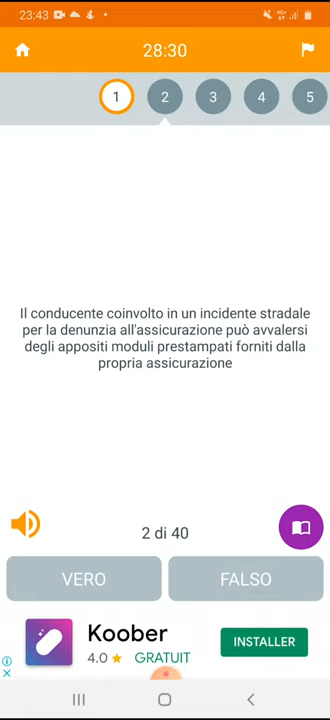 23:43
28:30
1 2 3 4 5
Il conducente coinvolto in un incidente stradale
per la denunzia all'assicurazione può avvalersi
degli appositi moduli prestampati forniti dalla
propria assicurazione
2 di 40
VERO FALSO
Koober
4.0 ★ GRATUIT
INSTALLER